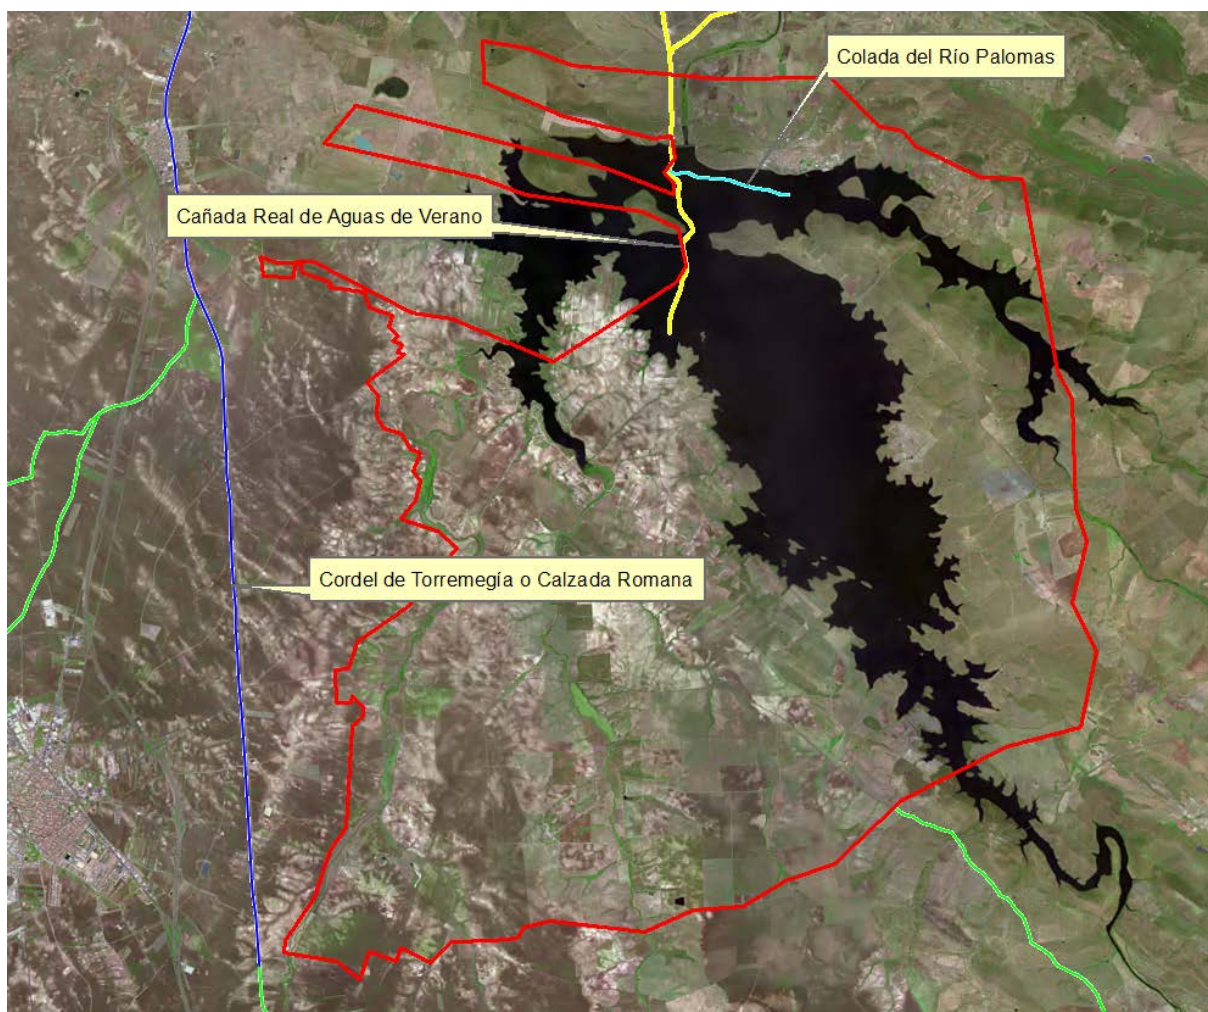 Colada del Río Palomas
Cañada Real de Aguas de Verano
Cordel de Torremegía o Calzada Romana